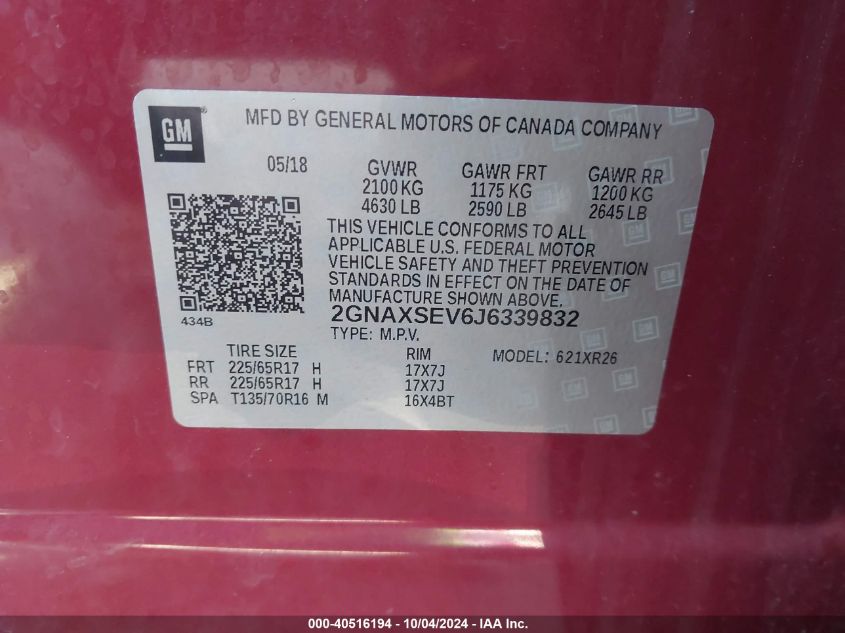 GM
MFD BY GENERAL MOTORS OF CANADA COMPANY
05/18 GVWR GAWR FRT GAWR RR
2100 KG 1175 KG 1200 KG
4630 LB 2590 LB 2645 LB
THIS VEHICLE CONFORMS TO ALL
APPLICABLE U.S. FEDERAL MOTOR
VEHICLE SAFETY AND THEFT PREVENTION
STANDARDS IN EFFECT ON THE DATE OF
MANUFACTURE SHOWN ABOVE.
434B
2GNAXSEV6J6339832
TYPE: M.P.V.
TIRE SIZE RIM MODEL: 621XR26
FRT 225/65R17 H 17X7J
RR 225/65R17 H 17X7J
SPA T135/70R16 M 16X4BT
000-40516194 - 10/04/2024 - IAA Inc.